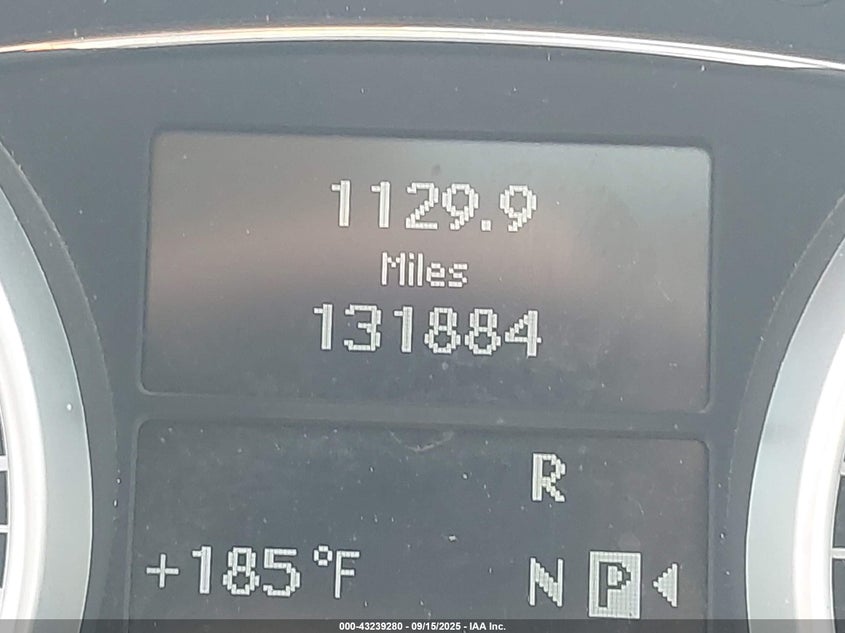 1129.9
Miles
131884
R
+185°F N P
000-43239280 - 09/15/2025 - IAA Inc.